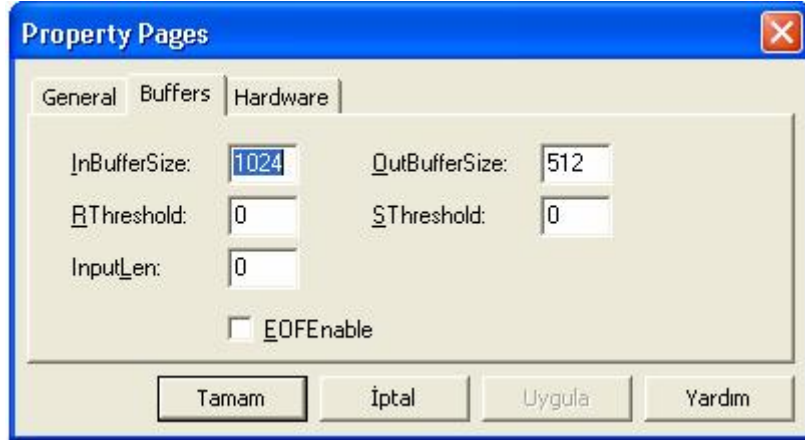 Property Pages
General Buffers Hardware
InBufferSize: 1024 OutBufferSize: 512
RThreshold: 0 SThreshold: 0
InputLen: 0
EOFEnable
Tamam İptal Uygula Yardım